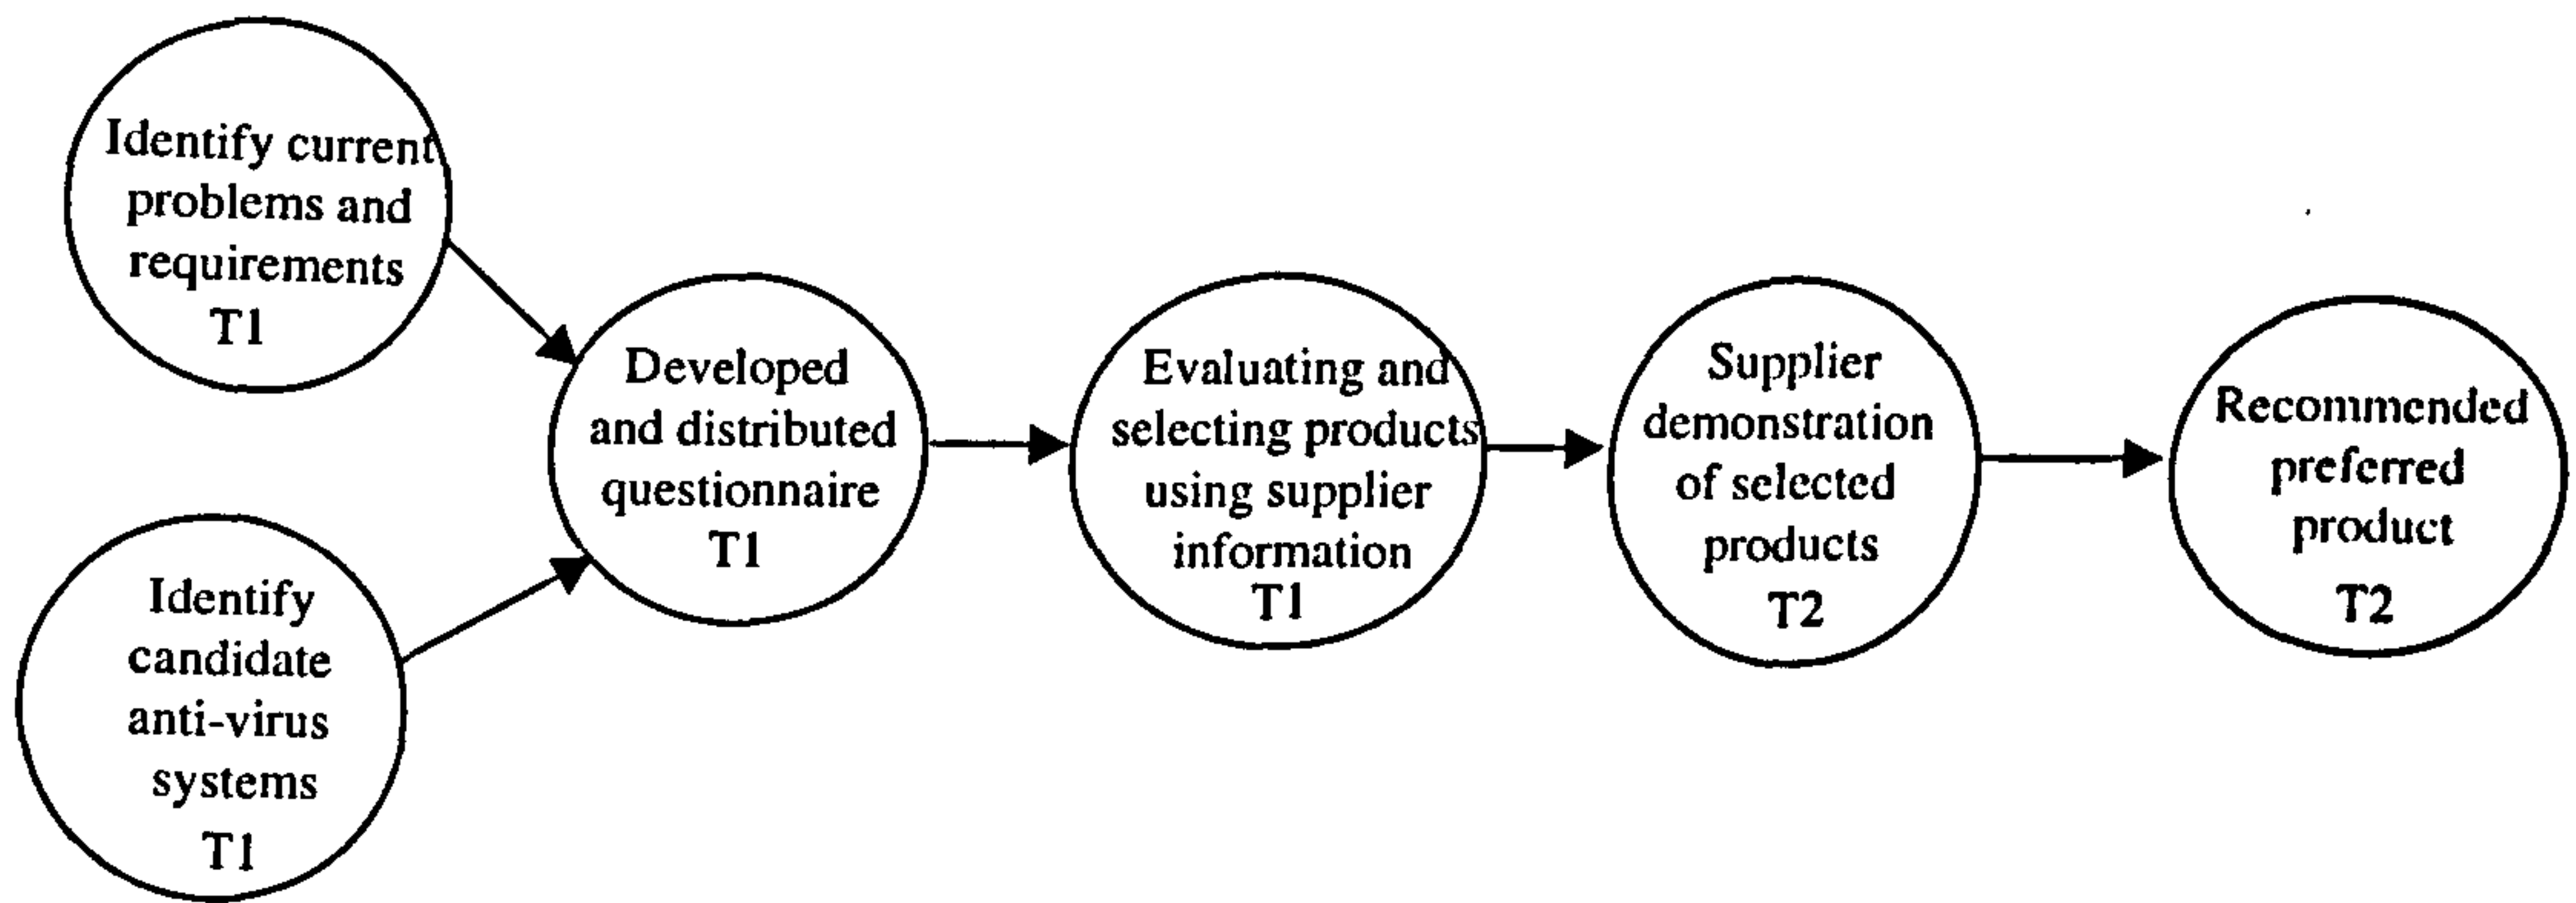 Identify current
problems and
requirements
T1
Identify
candidate
anti-virus
systems
T1
Developed
and distributed
questionnaire
T1
Evaluating and
selecting products
using supplier
information
T1
Supplier
demonstration
of selected
products
T2
Recommended
preferred
product
T2